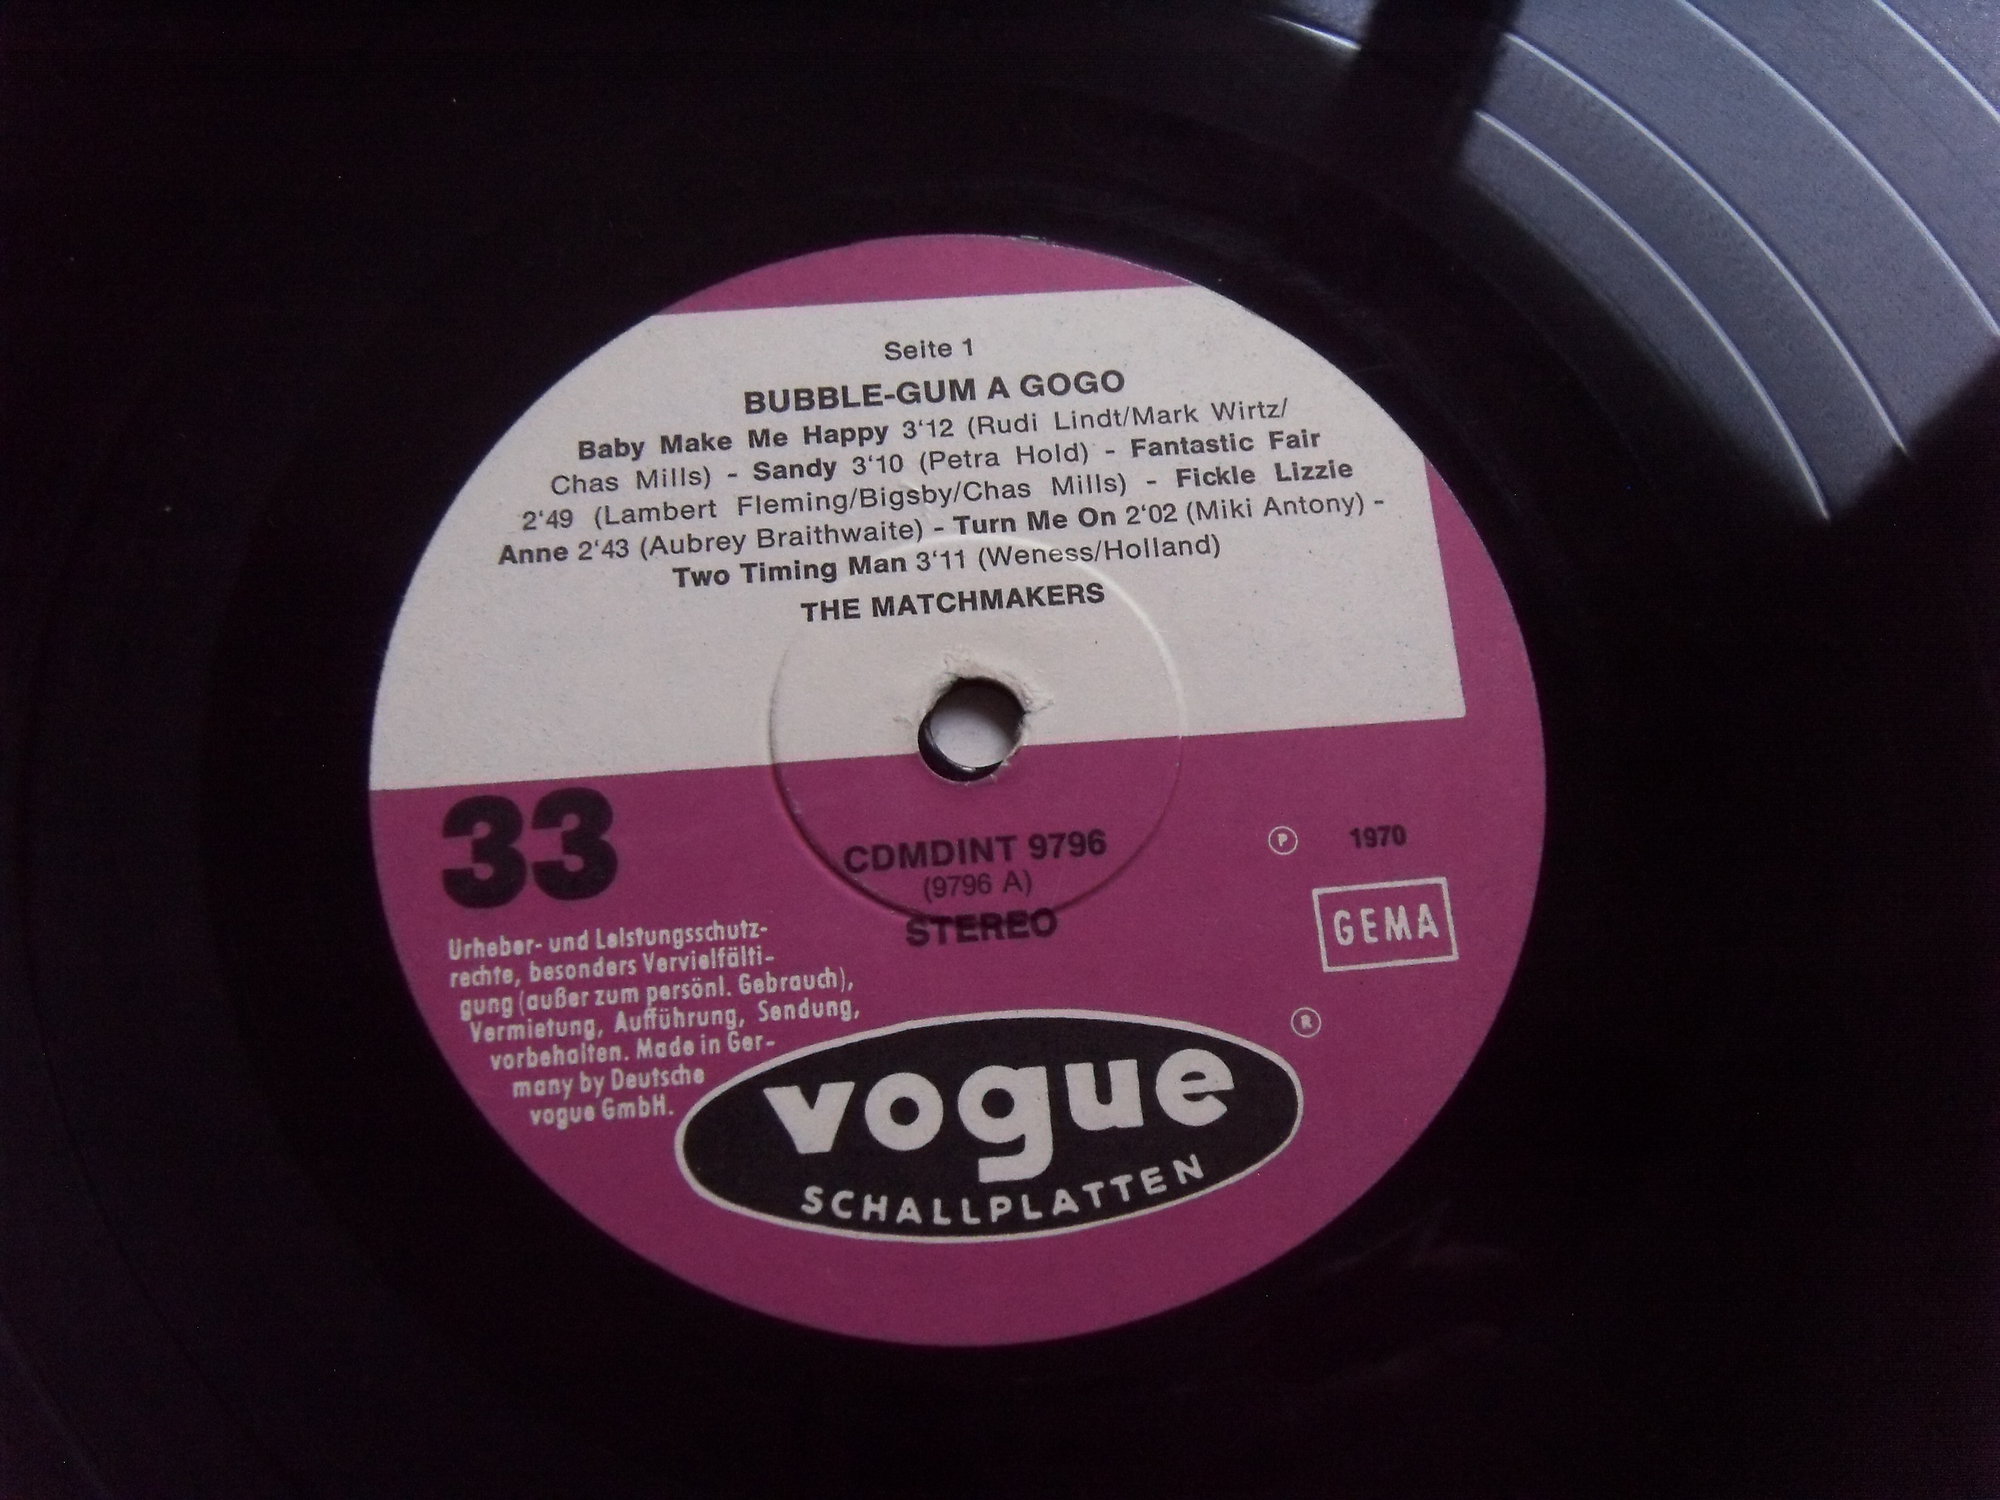 Seite 1
BUBBLE-GUM A GOGO
Baby Make Me Happy 3'12 (Rudi Lindt/Mark Wirtz/
Chas Mills) - Sandy 3'10 (Petra Hold) - Fantastic Fair
2'49 (Lambert Fleming/Bigsby/Chas Mills) - Fickle Lizzie
Anne 2'43 (Aubrey Braithwaite) - Turn Me On 2'02 (Miki Antony) -
Two Timing Man 3'11 (Weness/Holland)
THE MATCHMAKERS
33
CDMDINT 9796
(9796 A)
STEREO
℗ 1970
GEMA
Urheber- und Leistungsschutz-
rechte, besonders Vervielfälti-
gung (außer zum persönl. Gebrauch),
Vermietung, Aufführung, Sendung,
vorbehalten. Made in Ger-
many by Deutsche
vogue GmbH.
®
vogue
SCHALLPLATTEN